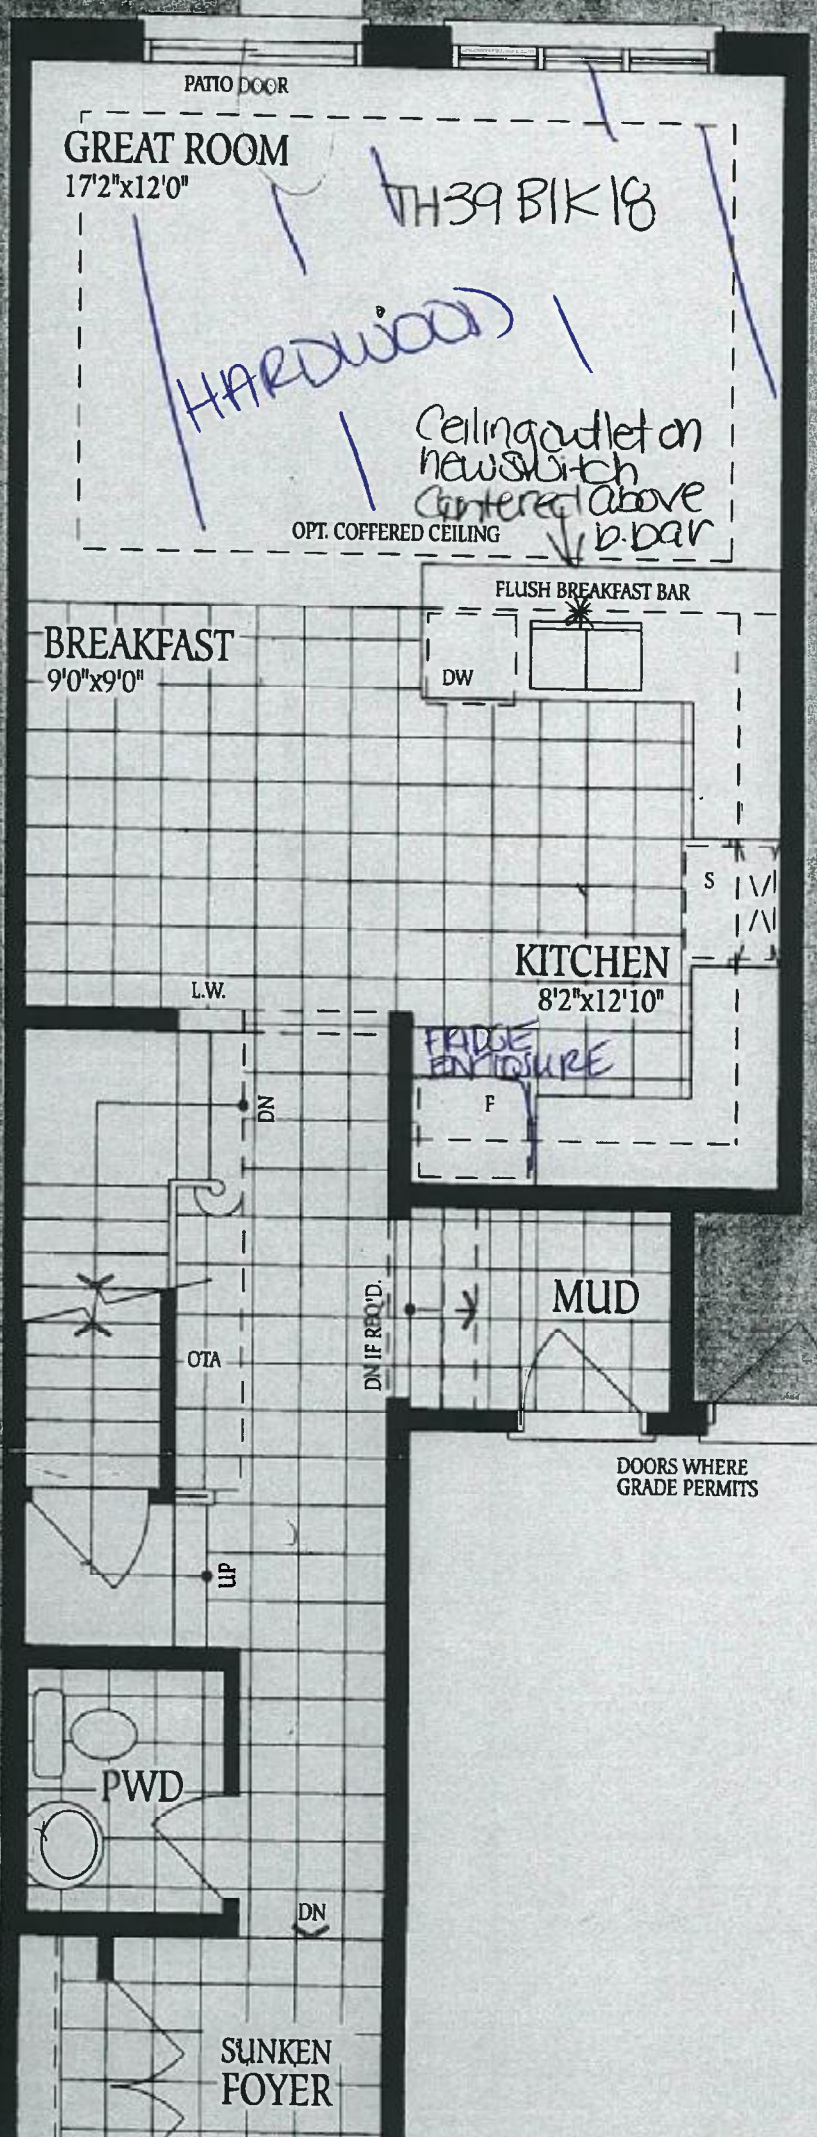 PATIO DOOR
GREAT ROOM
17'2"x12'0"
TH39 Blk 18
HARDWOOD
Ceiling outlet on
new switch
Centered above
b.bar
OPT. COFFERED CEILING
FLUSH BREAKFAST BAR
BREAKFAST
9'0"x9'0"
DW
S
KITCHEN
8'2"x12'10"
L.W.
FRIDGE
ENCLOSURE
F
DN
MUD
DN IF REQ'D.
OTA
DOORS WHERE
GRADE PERMITS
UP
PWD
DN
SUNKEN
FOYER